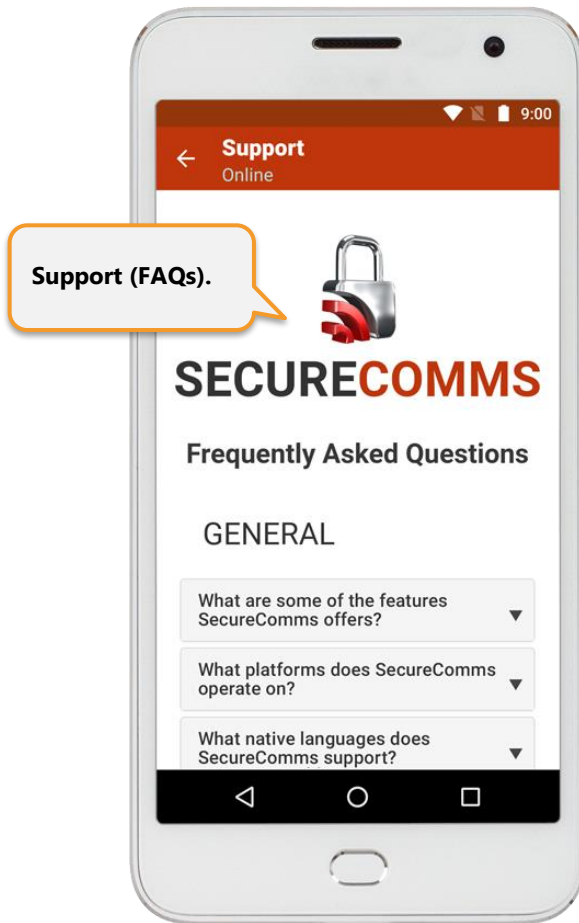 9:00
Support
Online
Support (FAQs).
SECURECOMMS
Frequently Asked Questions
GENERAL
What are some of the features
SecureComms offers?
What platforms does SecureComms
operate on?
What native languages does
SecureComms support?